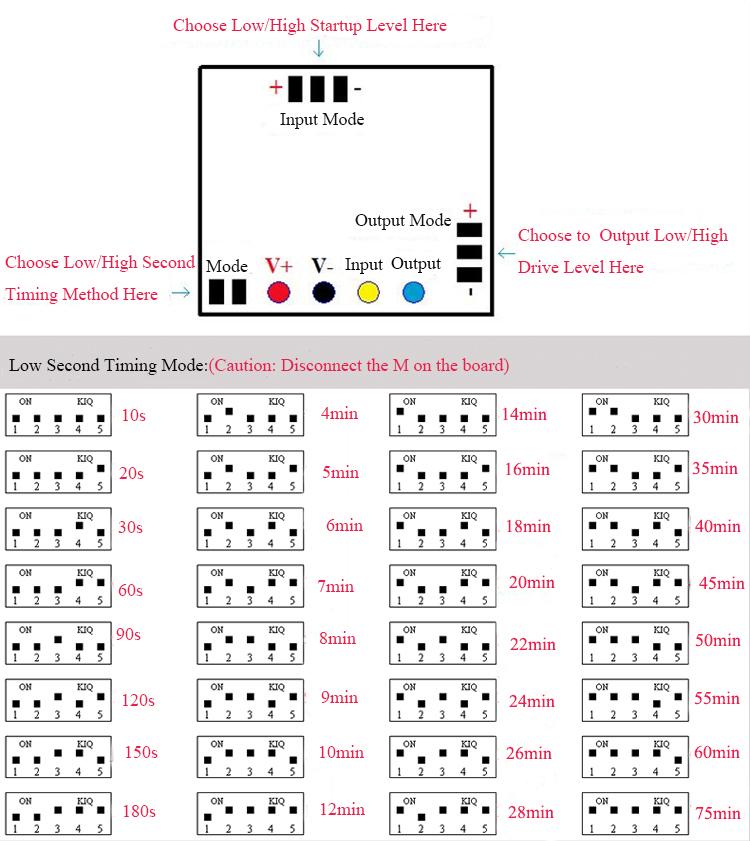 Choose Low/High Startup Level Here
+ -
Input Mode
+
Output Mode
Choose to Output Low/High
Drive Level Here
-
Choose Low/High Second
Timing Method Here
Mode V+ V- Input Output
Low Second Timing Mode:(Caution: Disconnect the M on the board)
ON KIQ ON KIQ ON KIQ ON KIQ
10s 4min 14min 30min
1 2 3 4 5 1 2 3 4 5 1 2 3 4 5 1 2 3 4 5
ON KIQ ON KIQ ON KIQ ON KIQ
20s 5min 16min 35min
1 2 3 4 5 1 2 3 4 5 1 2 3 4 5 1 2 3 4 5
ON KIQ ON KIQ ON KIQ ON KIQ
30s 6min 18min 40min
1 2 3 4 5 1 2 3 4 5 1 2 3 4 5 1 2 3 4 5
ON KIQ ON KIQ ON KIQ ON KIQ
60s 7min 20min 45min
1 2 3 4 5 1 2 3 4 5 1 2 3 4 5 1 2 3 4 5
ON KIQ ON KIQ ON KIQ ON KIQ
90s 8min 22min 50min
1 2 3 4 5 1 2 3 4 5 1 2 3 4 5 1 2 3 4 5
ON KIQ ON KIQ ON KIQ ON KIQ
120s 9min 24min 55min
1 2 3 4 5 1 2 3 4 5 1 2 3 4 5 1 2 3 4 5
ON KIQ ON KIQ ON KIQ ON KIQ
150s 10min 26min 60min
1 2 3 4 5 1 2 3 4 5 1 2 3 4 5 1 2 3 4 5
ON KIQ ON KIQ ON KIQ ON KIQ
180s 12min 28min 75min
1 2 3 4 5 1 2 3 4 5 1 2 3 4 5 1 2 3 4 5